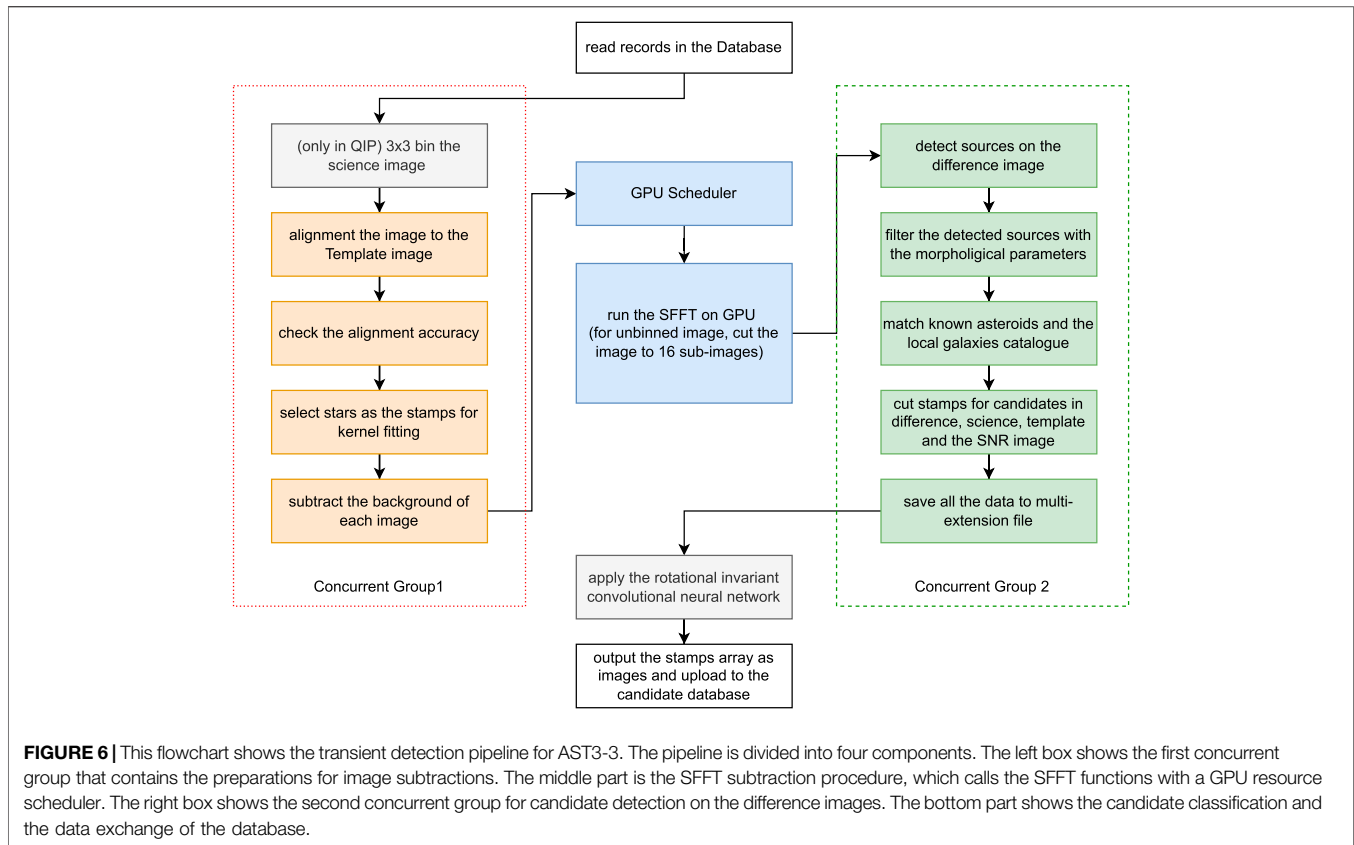 read records in the Database
(only in QIP) 3x3 bin the
science image
alignment the image to the
Template image
check the alignment accuracy
select stars as the stamps for
kernel fitting
subtract the background of
each image
Concurrent Group1
GPU Scheduler
run the SFFT on GPU
(for unbinned image, cut the
image to 16 sub-images)
detect sources on the
difference image
filter the detected sources with
the morpholigical parameters
match known asteroids and the
local galaxies catalogue
cut stamps for candidates in
difference, science, template
and the SNR image
save all the data to multi-
extension file
Concurrent Group 2
apply the rotational invariant
convolutional neural network
output the stamps array as
images and upload to the
candidate database
FIGURE 6 | This flowchart shows the transient detection pipeline for AST3-3. The pipeline is divided into four components. The left box shows the first concurrent
group that contains the preparations for image subtractions. The middle part is the SFFT subtraction procedure, which calls the SFFT functions with a GPU resource
scheduler. The right box shows the second concurrent group for candidate detection on the difference images. The bottom part shows the candidate classification and
the data exchange of the database.